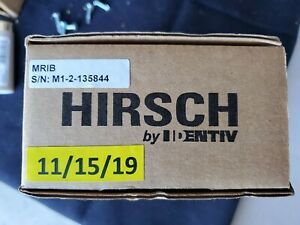 MRIB
S/N: M1-2-135844
HIRSCH
by IDENTIV
11/15/19